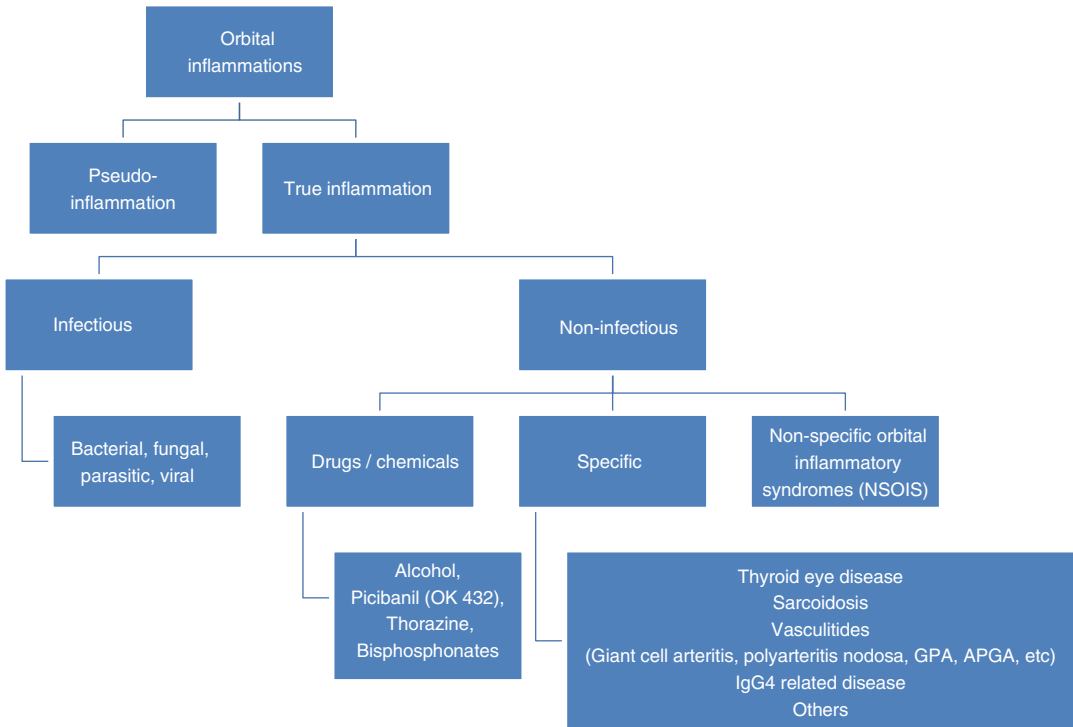 Orbital
inflammations
Pseudo-
inflammation
True inflammation
Infectious
Non-infectious
Bacterial, fungal,
parasitic, viral
Drugs / chemicals
Specific
Non-specific orbital
inflammatory
syndromes (NSOIS)
Alcohol,
Picibanil (OK 432),
Thorazine,
Bisphosphonates
Thyroid eye disease
Sarcoidosis
Vasculitides
(Giant cell arteritis, polyarteritis nodosa, GPA, APGA, etc)
IgG4 related disease
Others